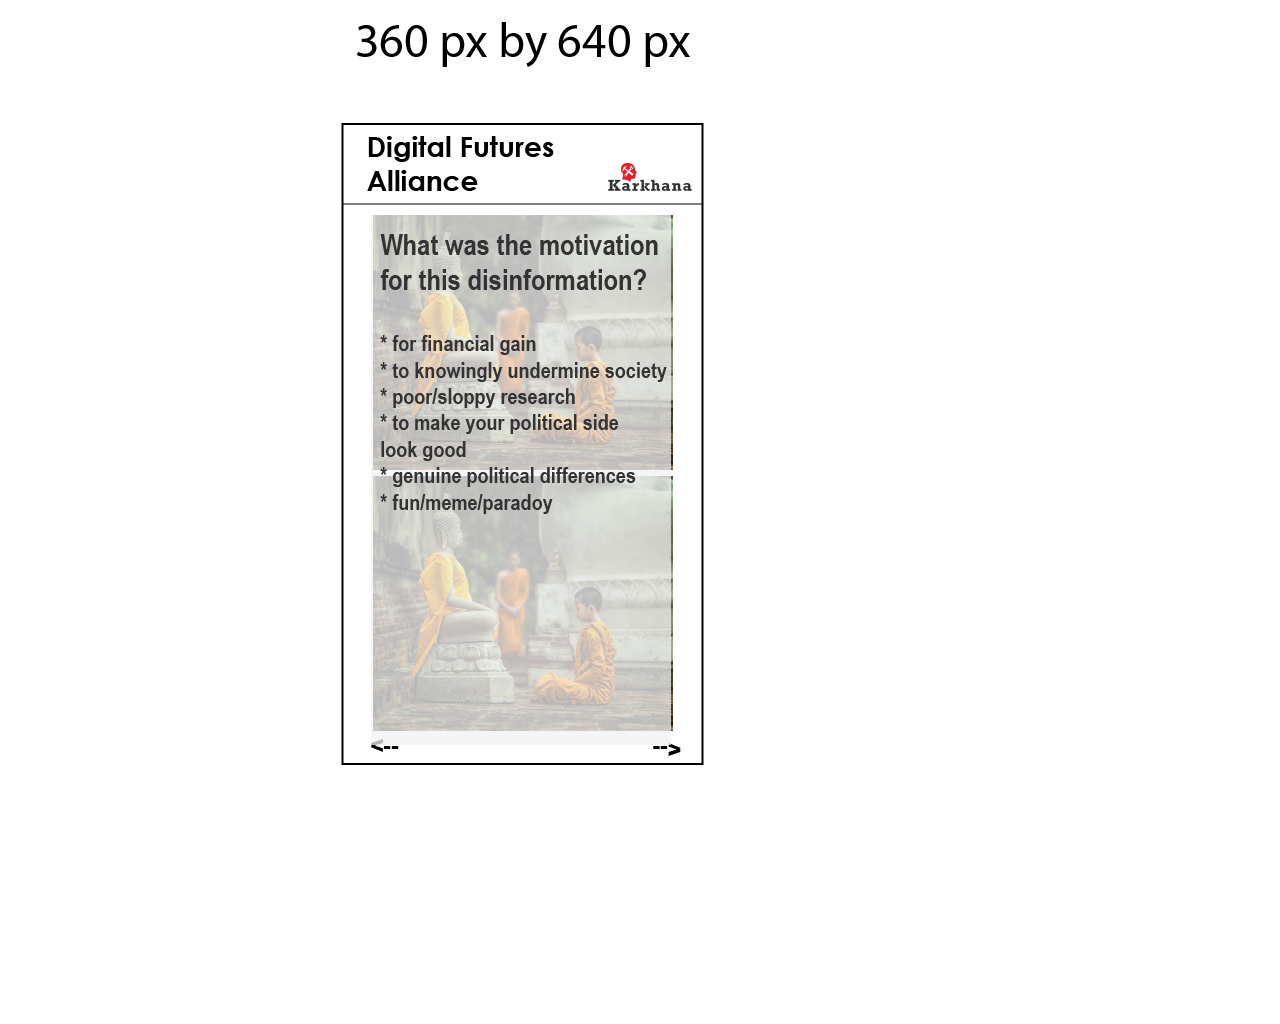 360 px by 640 px
Digital Futures
Alliance
Karkhana
What was the motivation
for this disinformation?
* for financial gain
* to knowingly undermine society
* poor/sloppy research
* to make your political side
look good
* genuine political differences
* fun/meme/paradoy
<-- -->